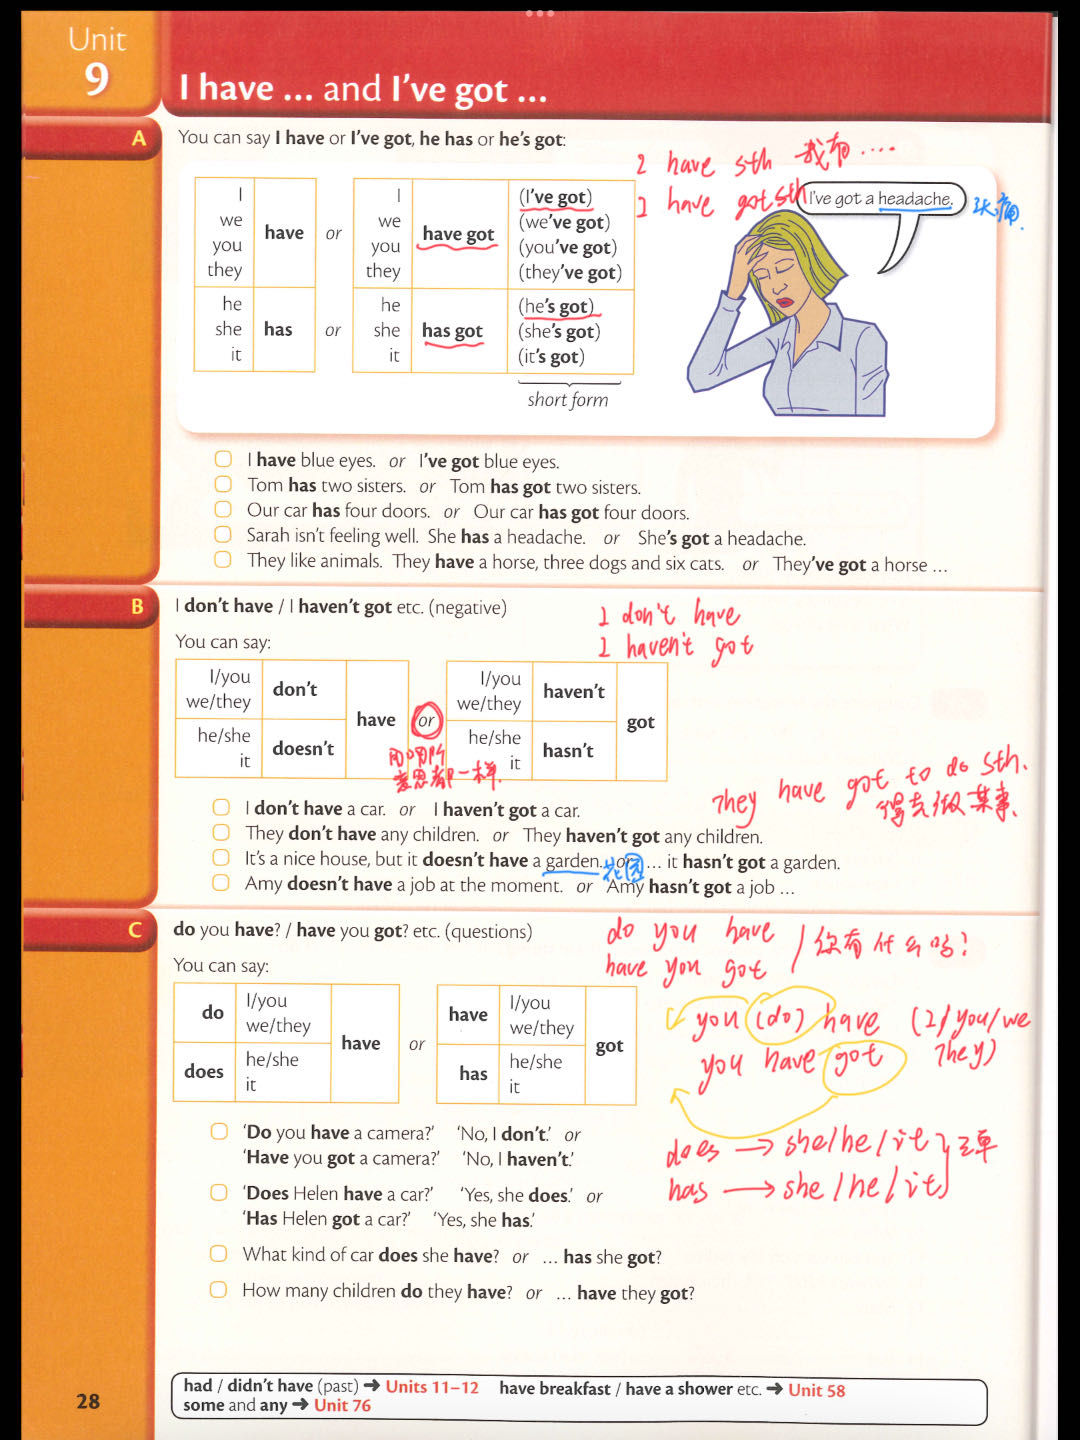 Unit
9
I have ... and I've got ...
A
You can say I have or I've got, he has or he's got:
I
we
you
they
have
or
I
we
you
they
have got
(I've got)
(we've got)
(you've got)
(they've got)
he
she
it
has
or
he
she
it
has got
(he's got)
(she's got)
(it's got)
short form
I have sth 我有 ....
I have got sth
I've got a headache.
头痛.
I have blue eyes. or I've got blue eyes.
Tom has two sisters. or Tom has got two sisters.
Our car has four doors. or Our car has got four doors.
Sarah isn't feeling well. She has a headache. or She's got a headache.
They like animals. They have a horse, three dogs and six cats. or They've got a horse ...
B
I don't have / I haven't got etc. (negative)
I don't have
I haven't got
You can say:
I/you
we/they
don't
he/she
it
doesn't
have
or
I/you
we/they
haven't
he/she
it
hasn't
got
意思都一样.
They have got to do sth.
得去做某事.
I don't have a car. or I haven't got a car.
They don't have any children. or They haven't got any children.
It's a nice house, but it doesn't have a garden. or ... it hasn't got a garden.
花园
Amy doesn't have a job at the moment. or Amy hasn't got a job ...
C
do you have? / have you got? etc. (questions)
do you have
have you got
/ 你有什么吗?
You can say:
do
I/you
we/they
does
he/she
it
have
or
have
I/you
we/they
has
he/she
it
got
you (do) have (I/you/we
They)
you have got
does → she/he/it
has → she/he/it
三单
'Do you have a camera?' 'No, I don't.' or
'Have you got a camera?' 'No, I haven't.'
'Does Helen have a car?' 'Yes, she does.' or
'Has Helen got a car?' 'Yes, she has.'
What kind of car does she have? or ... has she got?
How many children do they have? or ... have they got?
28
had / didn't have (past) → Units 11–12 have breakfast / have a shower etc. → Unit 58
some and any → Unit 76